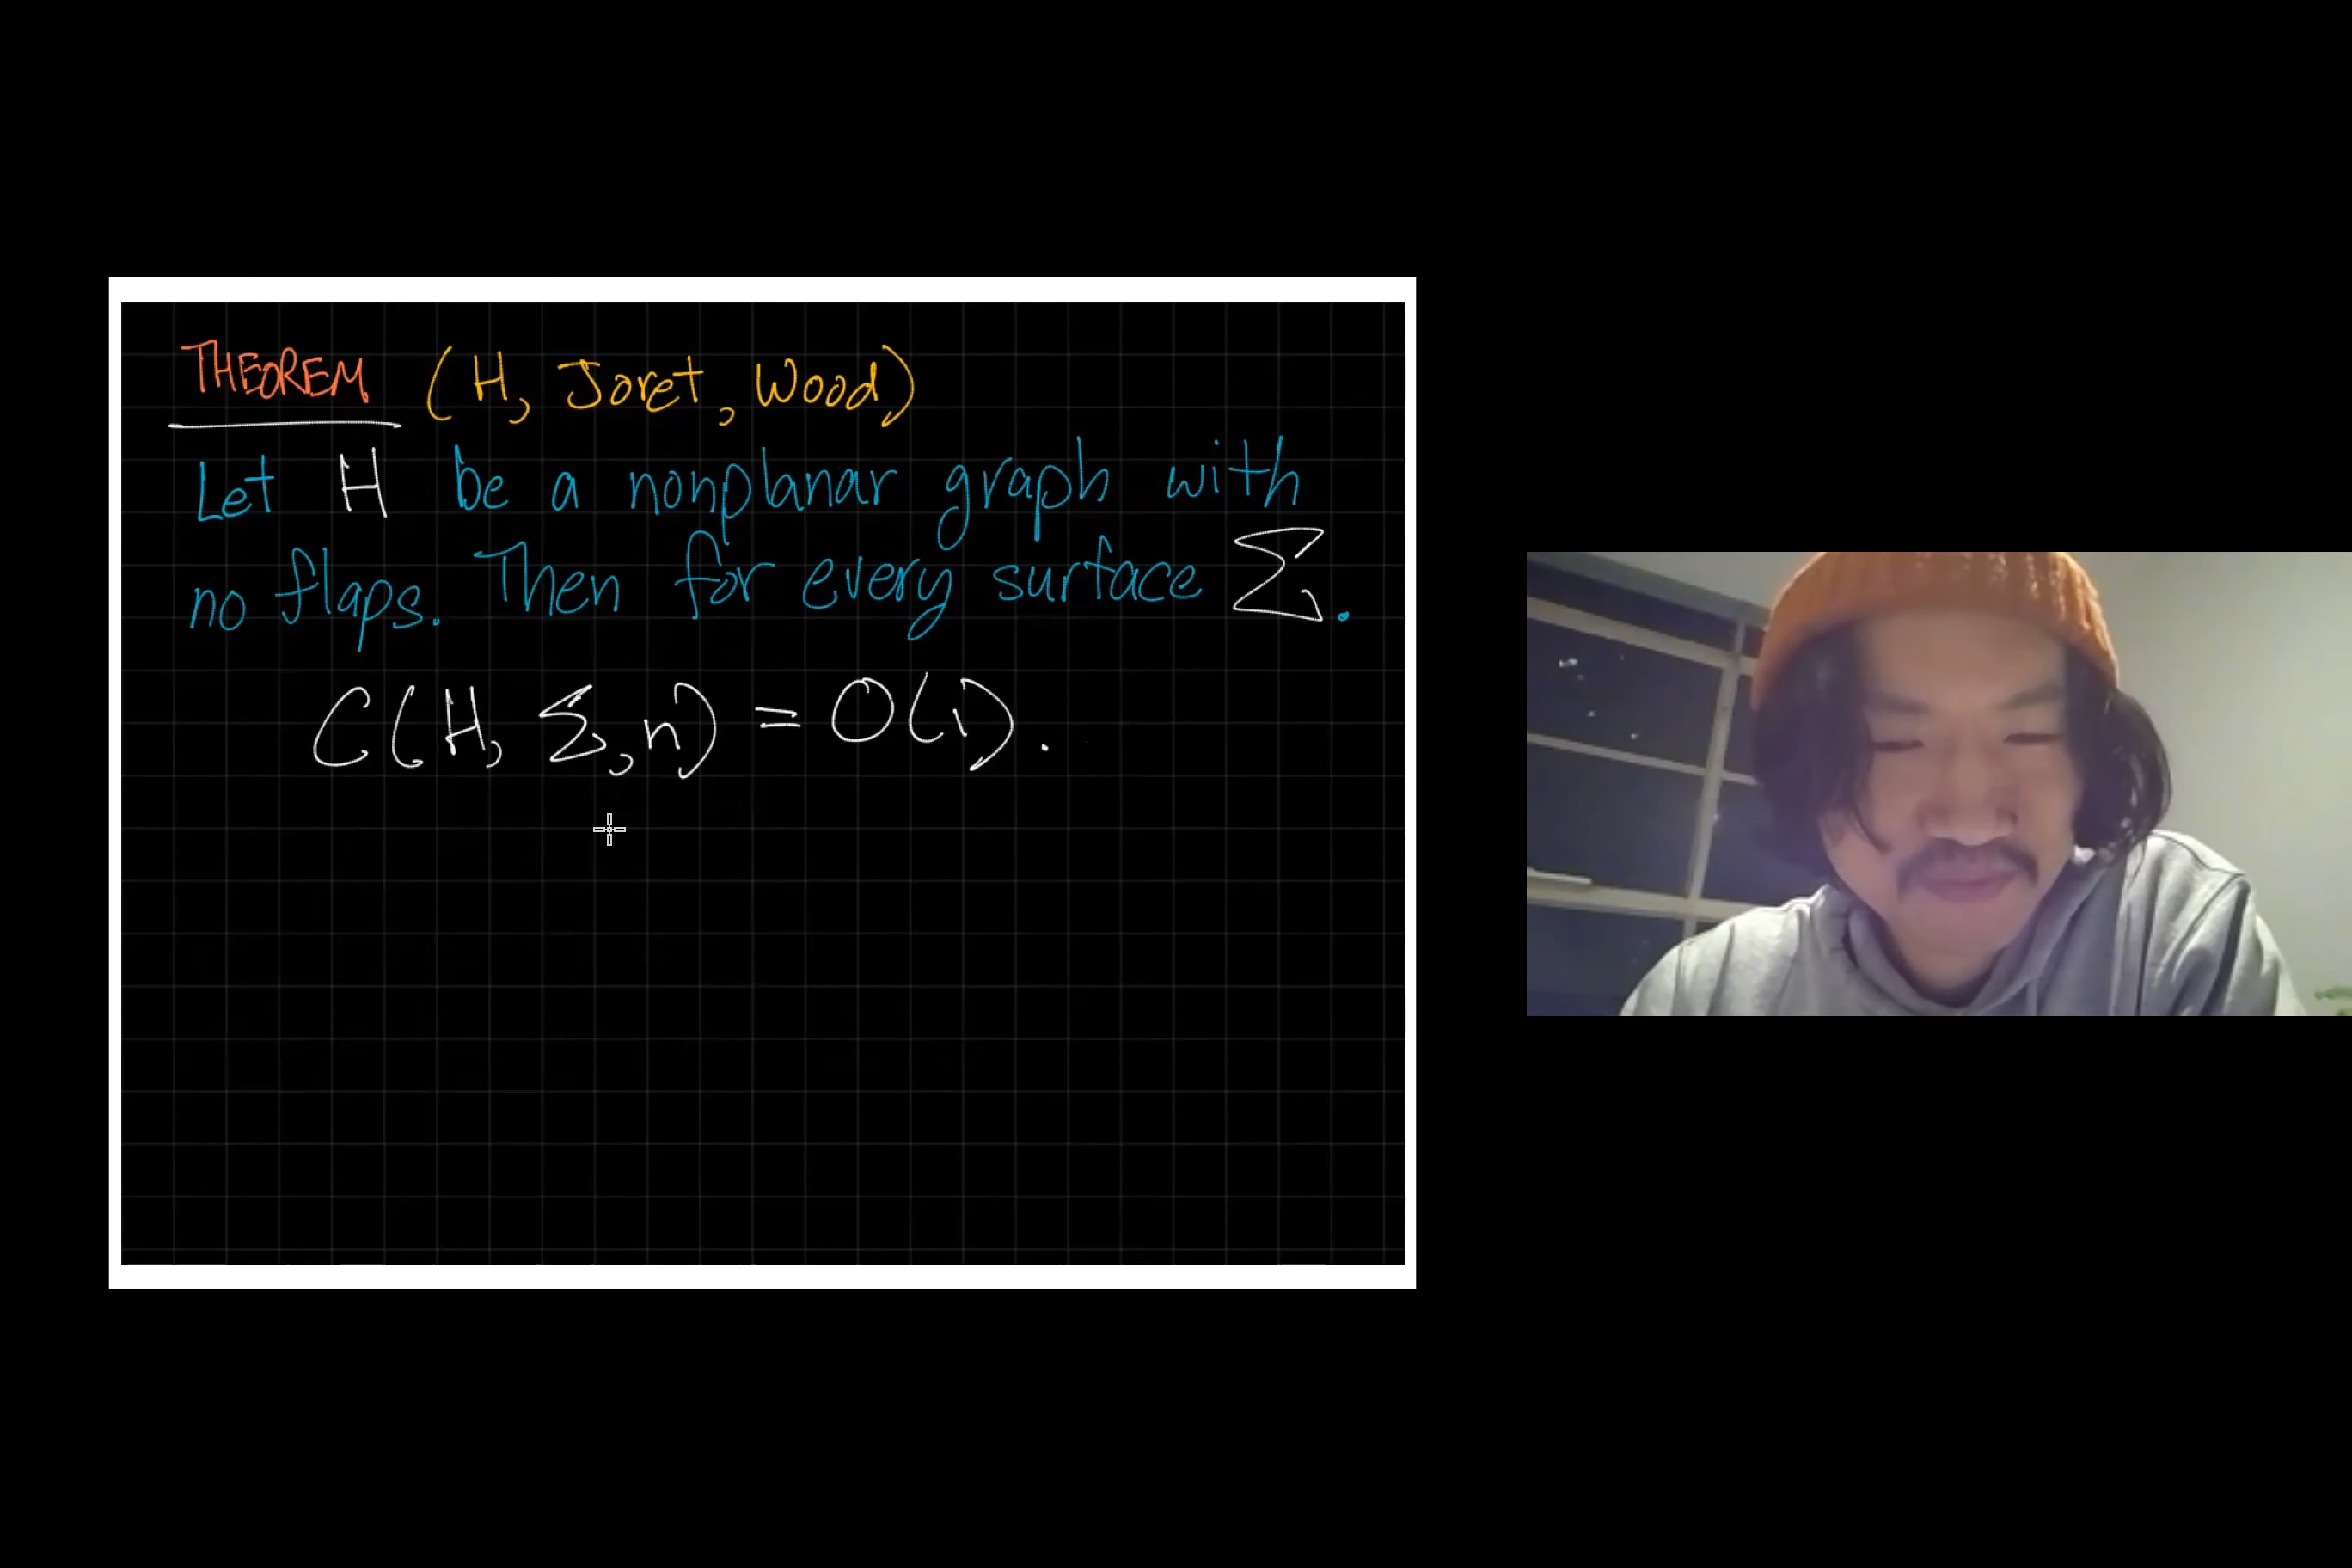 THEOREM (H, Joret, Wood)
Let H be a nonplanar graph with
no flaps. Then for every surface Σ.
C(H, Σ, n) = O(1).